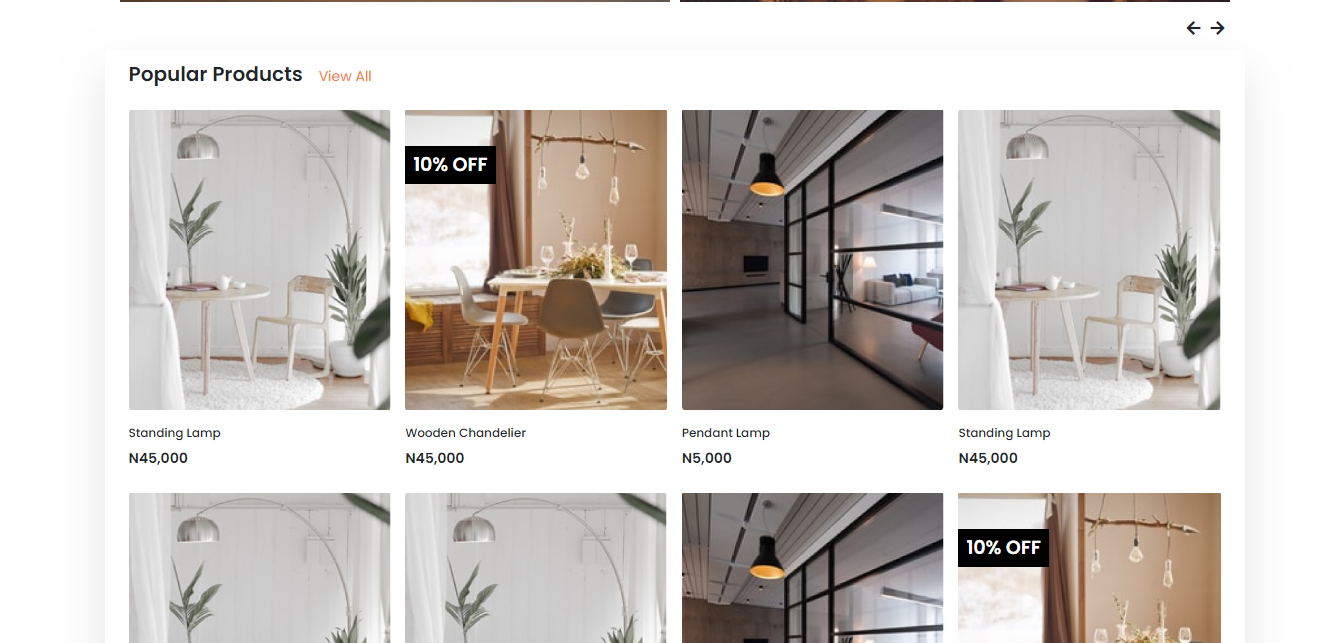 Popular Products View All
10% OFF
Standing Lamp
N45,000
Wooden Chandelier
N45,000
Pendant Lamp
N5,000
Standing Lamp
N45,000
10% OFF